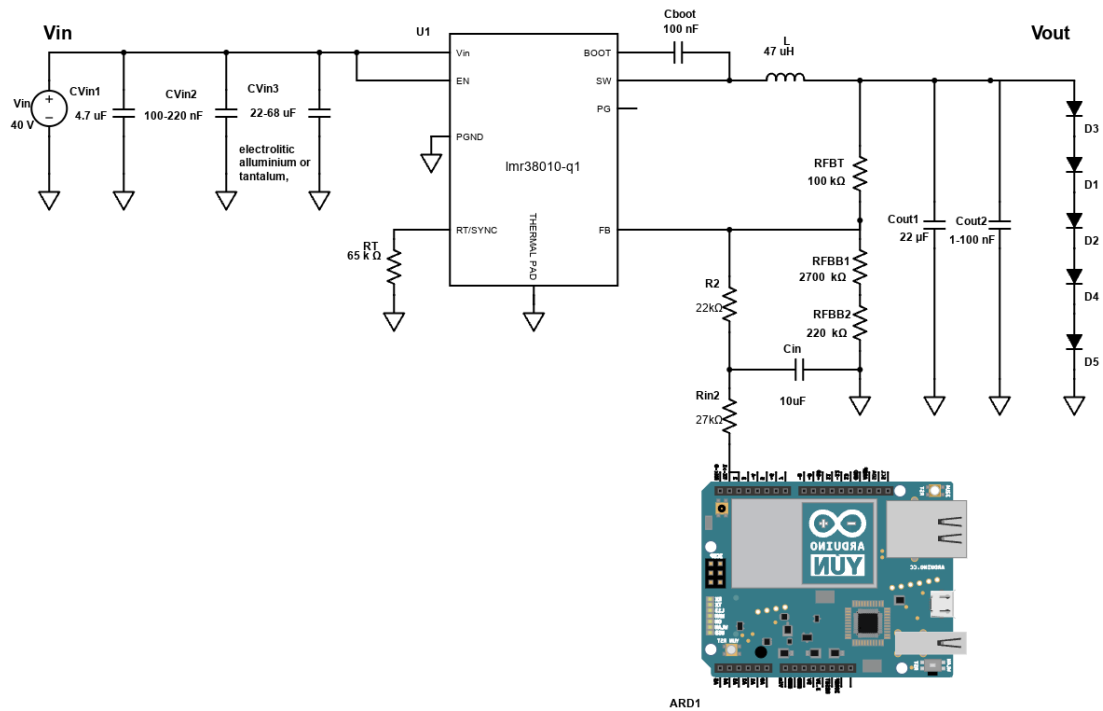 Vin
Vin
40 V
CVin1
4.7 uF
CVin2
100-220 nF
CVin3
22-68 uF
electrolitic
alluminium or
tantalum,
U1
Vin
EN
PGND
RT/SYNC
THERMAL PAD
lmr38010-q1
BOOT
SW
PG
FB
RT
65 k Ω
Cboot
100 nF
L
47 uH
Vout
RFBT
100 kΩ
RFBB1
2700 kΩ
RFBB2
220 kΩ
R2
22kΩ
Cin
10uF
Rin2
27kΩ
Cout1
22 µF
Cout2
1-100 nF
D3
D1
D2
D4
D5
ARDUINO
YUN
ARDUINO.CC
ARD1